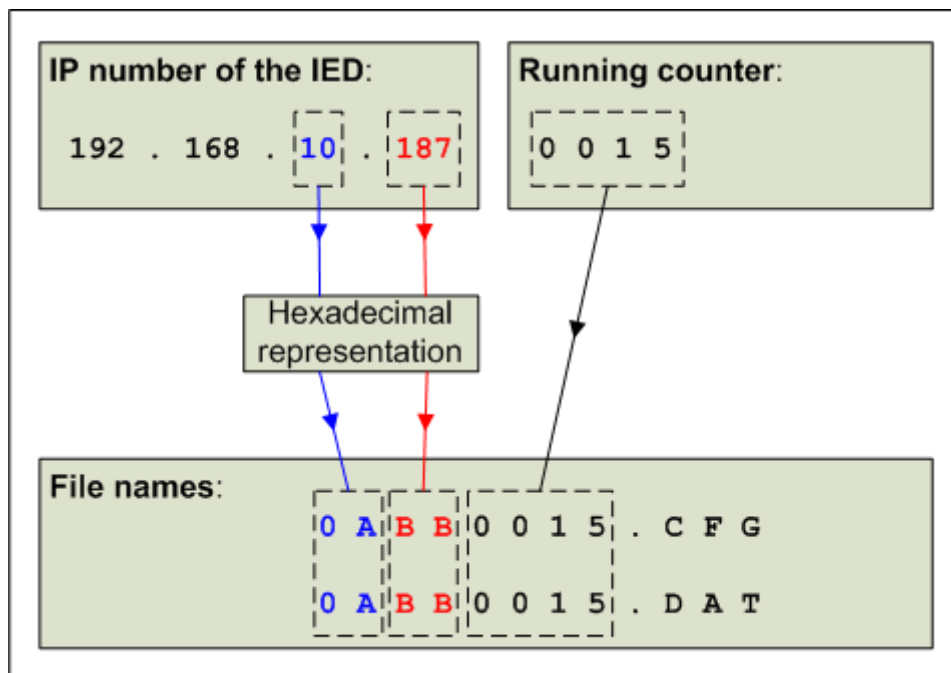 IP number of the IED:
192 . 168 . 10 . 187
Running counter:
0 0 1 5
Hexadecimal
representation
File names:
0 A B B 0 0 1 5 . C F G
0 A B B 0 0 1 5 . D A T